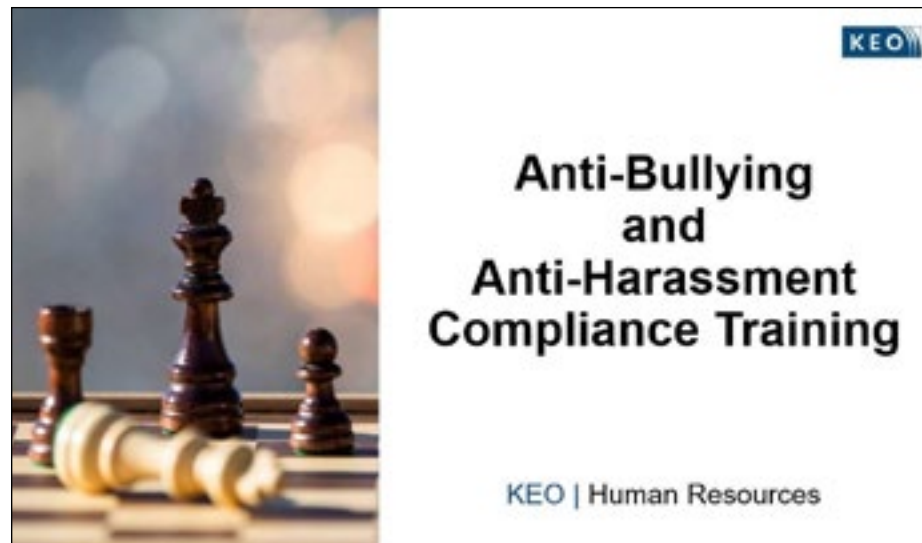 KEO
Anti-Bullying
and
Anti-Harassment
Compliance Training
KEO | Human Resources